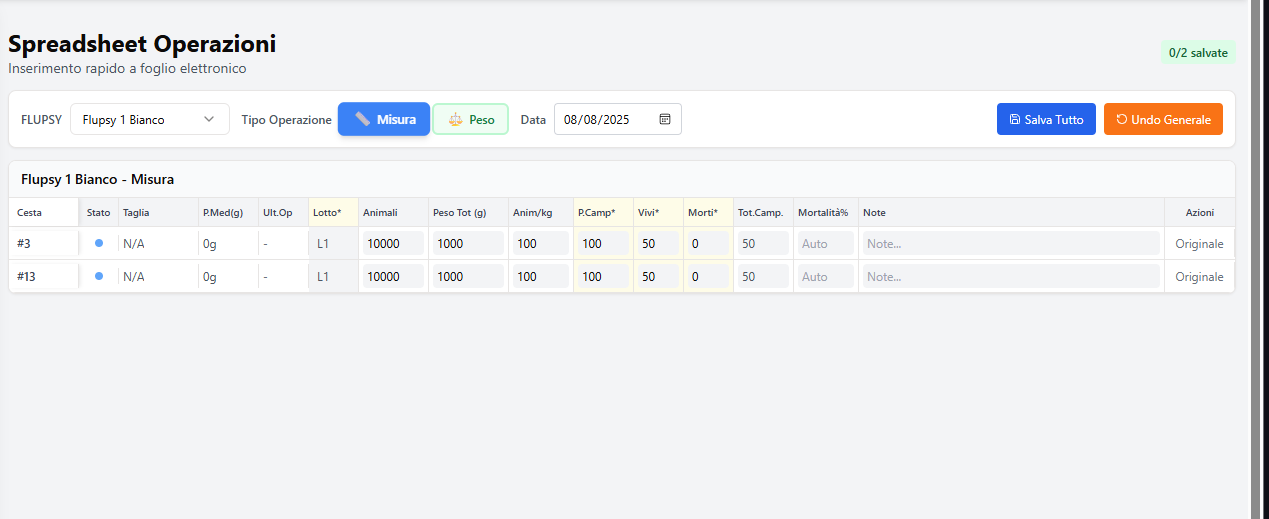 Spreadsheet Operazioni
Inserimento rapido a foglio elettronico
0/2 salvate
FLUPSY Flupsy 1 Bianco Tipo Operazione Misura Peso Data 08/08/2025 Salva Tutto Undo Generale
Flupsy 1 Bianco - Misura
Cesta Stato Taglia P.Med(g) Ult.Op Lotto* Animali Peso Tot (g) Anim/kg P.Camp* Vivi* Morti* Tot.Camp. Mortalità% Note Azioni
#3 N/A 0g - L1 10000 1000 100 100 50 0 50 Auto Note... Originale
#13 N/A 0g - L1 10000 1000 100 100 50 0 50 Auto Note... Originale